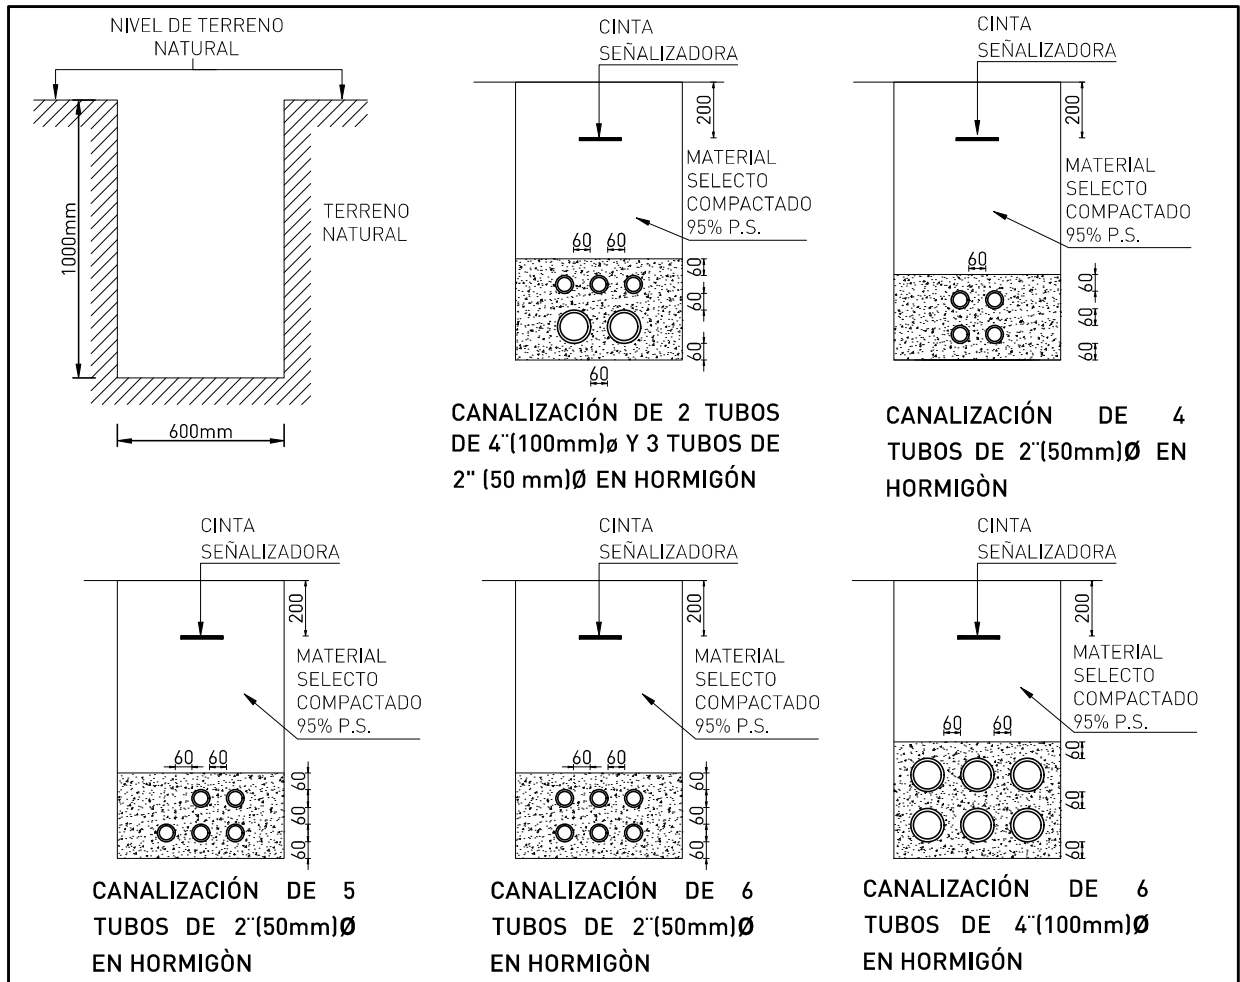 NIVEL DE TERRENO
NATURAL
1000mm
TERRENO
NATURAL
600mm
CINTA
SEÑALIZADORA
200
MATERIAL
SELECTO
COMPACTADO
95% P.S.
60 60
60
60
60
60
CANALIZACIÓN DE 2 TUBOS
DE 4¨(100mm)ø Y 3 TUBOS DE
2" (50 mm)Ø EN HORMIGÓN
CINTA
SEÑALIZADORA
200
MATERIAL
SELECTO
COMPACTADO
95% P.S.
60
60
60
60
CANALIZACIÓN DE 4
TUBOS DE 2¨(50mm)Ø EN
HORMIGÒN
CINTA
SEÑALIZADORA
200
MATERIAL
SELECTO
COMPACTADO
95% P.S.
60 60
60
60
60
CANALIZACIÓN DE 5
TUBOS DE 2¨(50mm)Ø
EN HORMIGÒN
CINTA
SEÑALIZADORA
200
MATERIAL
SELECTO
COMPACTADO
95% P.S.
60 60
60
60
60
CANALIZACIÓN DE 6
TUBOS DE 2¨(50mm)Ø
EN HORMIGÒN
CINTA
SEÑALIZADORA
200
MATERIAL
SELECTO
COMPACTADO
95% P.S.
60 60
60
60
60
CANALIZACIÓN DE 6
TUBOS DE 4¨(100mm)Ø
EN HORMIGÓN